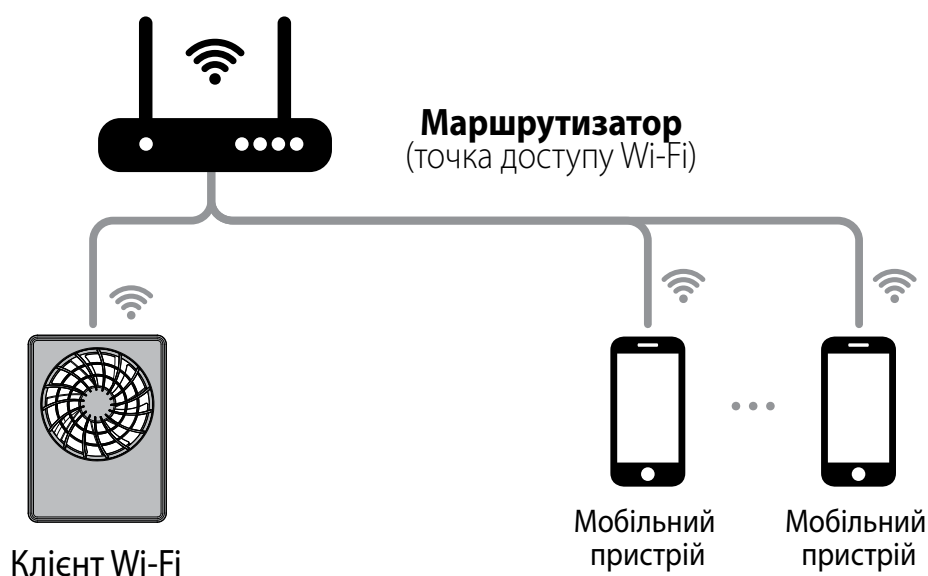 Маршрутизатор
(точка доступу Wi-Fi)
Клієнт Wi-Fi
Мобільний
пристрій
Мобільний
пристрій